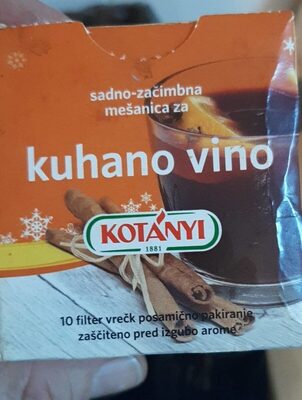 sadno-začimbna
mešanica za
kuhano vino
KOTÁNYI
1881
10 filter vrečk posamično pakiranje
zaščiteno pred izgubo arome